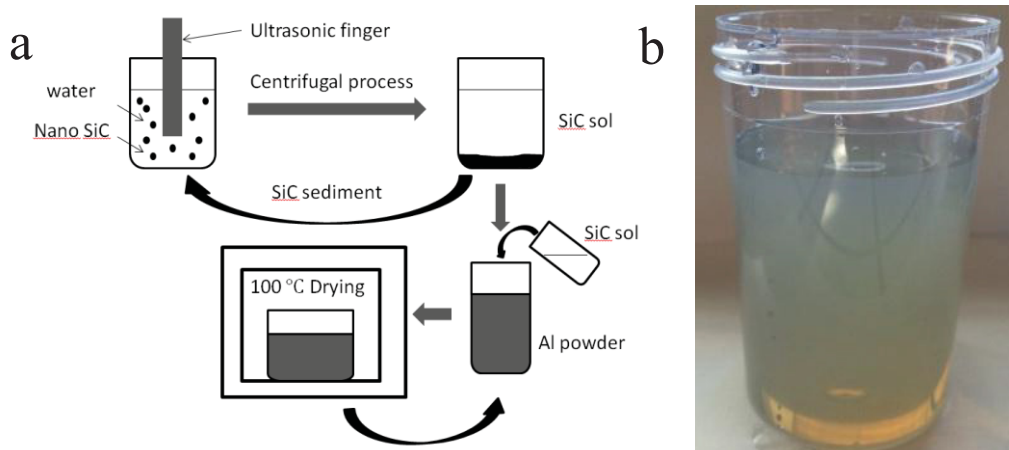 a
Ultrasonic finger
b
Centrifugal process
water
Nano SiC
SiC sol
SiC sediment
SiC sol
100 ℃ Drying
Al powder